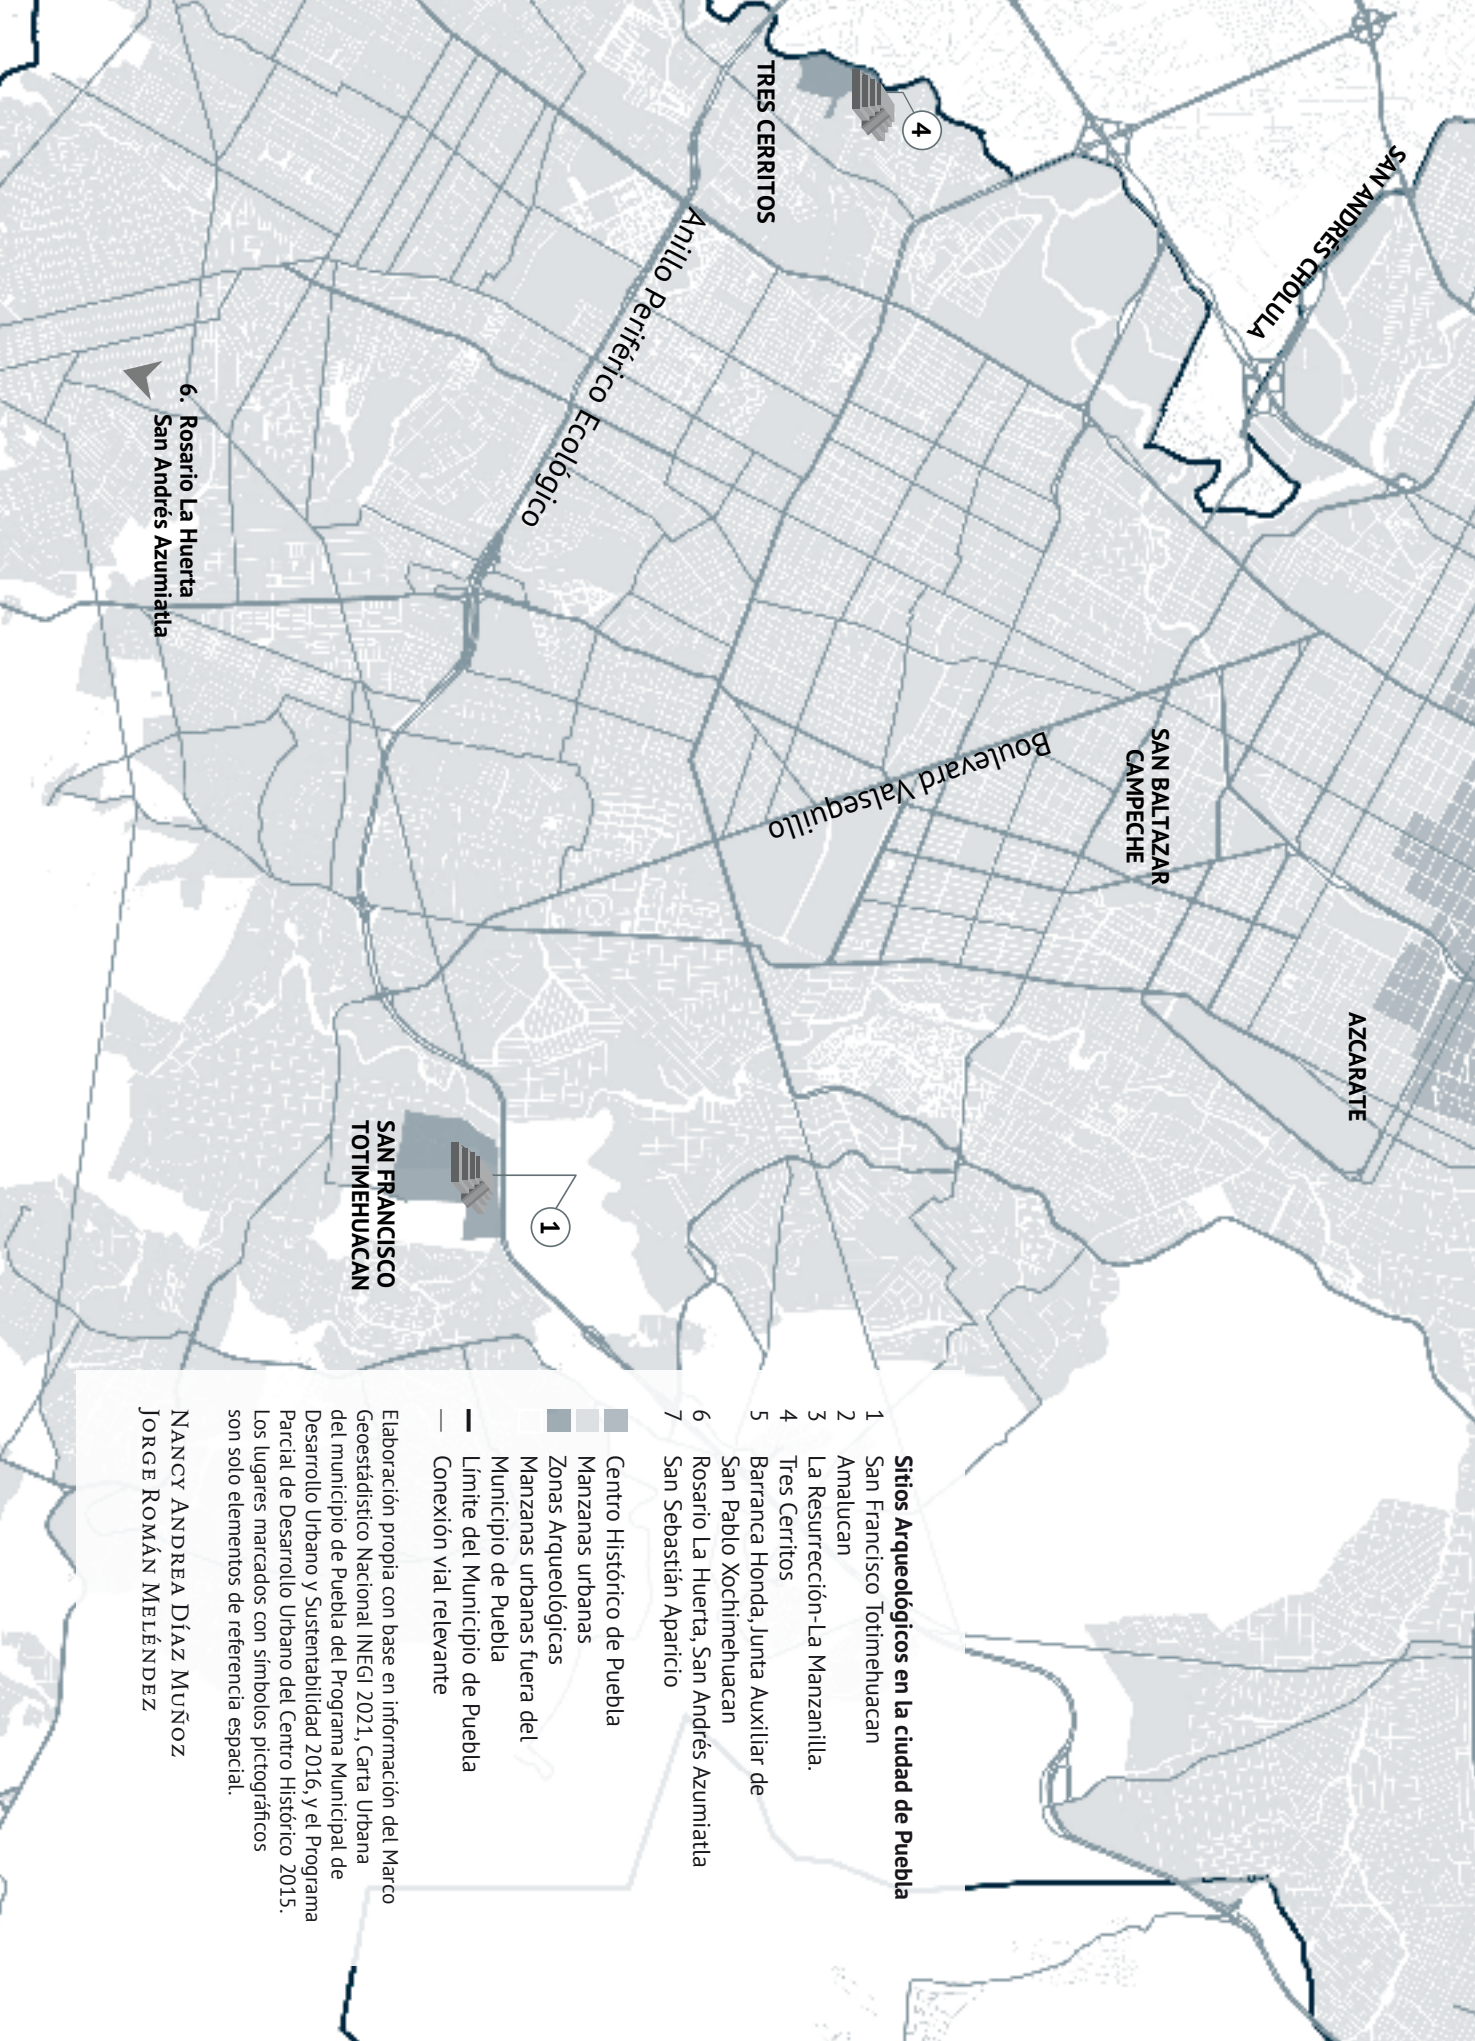 SAN ANDRÉS CHOLULA
TRES CERRITOS
4
Anillo Periférico Ecológico
6. Rosario La Huerta
San Andrés Azumiatla
Boulevard Valsequillo
SAN BALTAZAR
CAMPECHE
AZCARATE
SAN FRANCISCO
TOTIMEHUACAN
1
Sitios Arqueológicos en la ciudad de Puebla
1 San Francisco Totimehuacan
2 Amalucan
3 La Resurrección-La Manzanilla.
4 Tres Cerritos
5 Barranca Honda, Junta Auxiliar de
San Pablo Xochimehuacan
6 Rosario La Huerta, San Andrés Azumiatla
7 San Sebastián Aparicio
Centro Histórico de Puebla
Manzanas urbanas
Zonas Arqueológicas
Manzanas urbanas fuera del
Municipio de Puebla
Límite del Municipio de Puebla
Conexión vial relevante
Elaboración propia con base en información del Marco
Geoestádistico Nacional INEGI 2021, Carta Urbana
del municipio de Puebla del Programa Municipal de
Desarrollo Urbano y Sustentabilidad 2016, y el Programa
Parcial de Desarrollo Urbano del Centro Histórico 2015.
Los lugares marcados con símbolos pictográficos
son solo elementos de referencia espacial.
NANCY ANDREA DÍAZ MUÑOZ
JORGE ROMÁN MELÉNDEZ